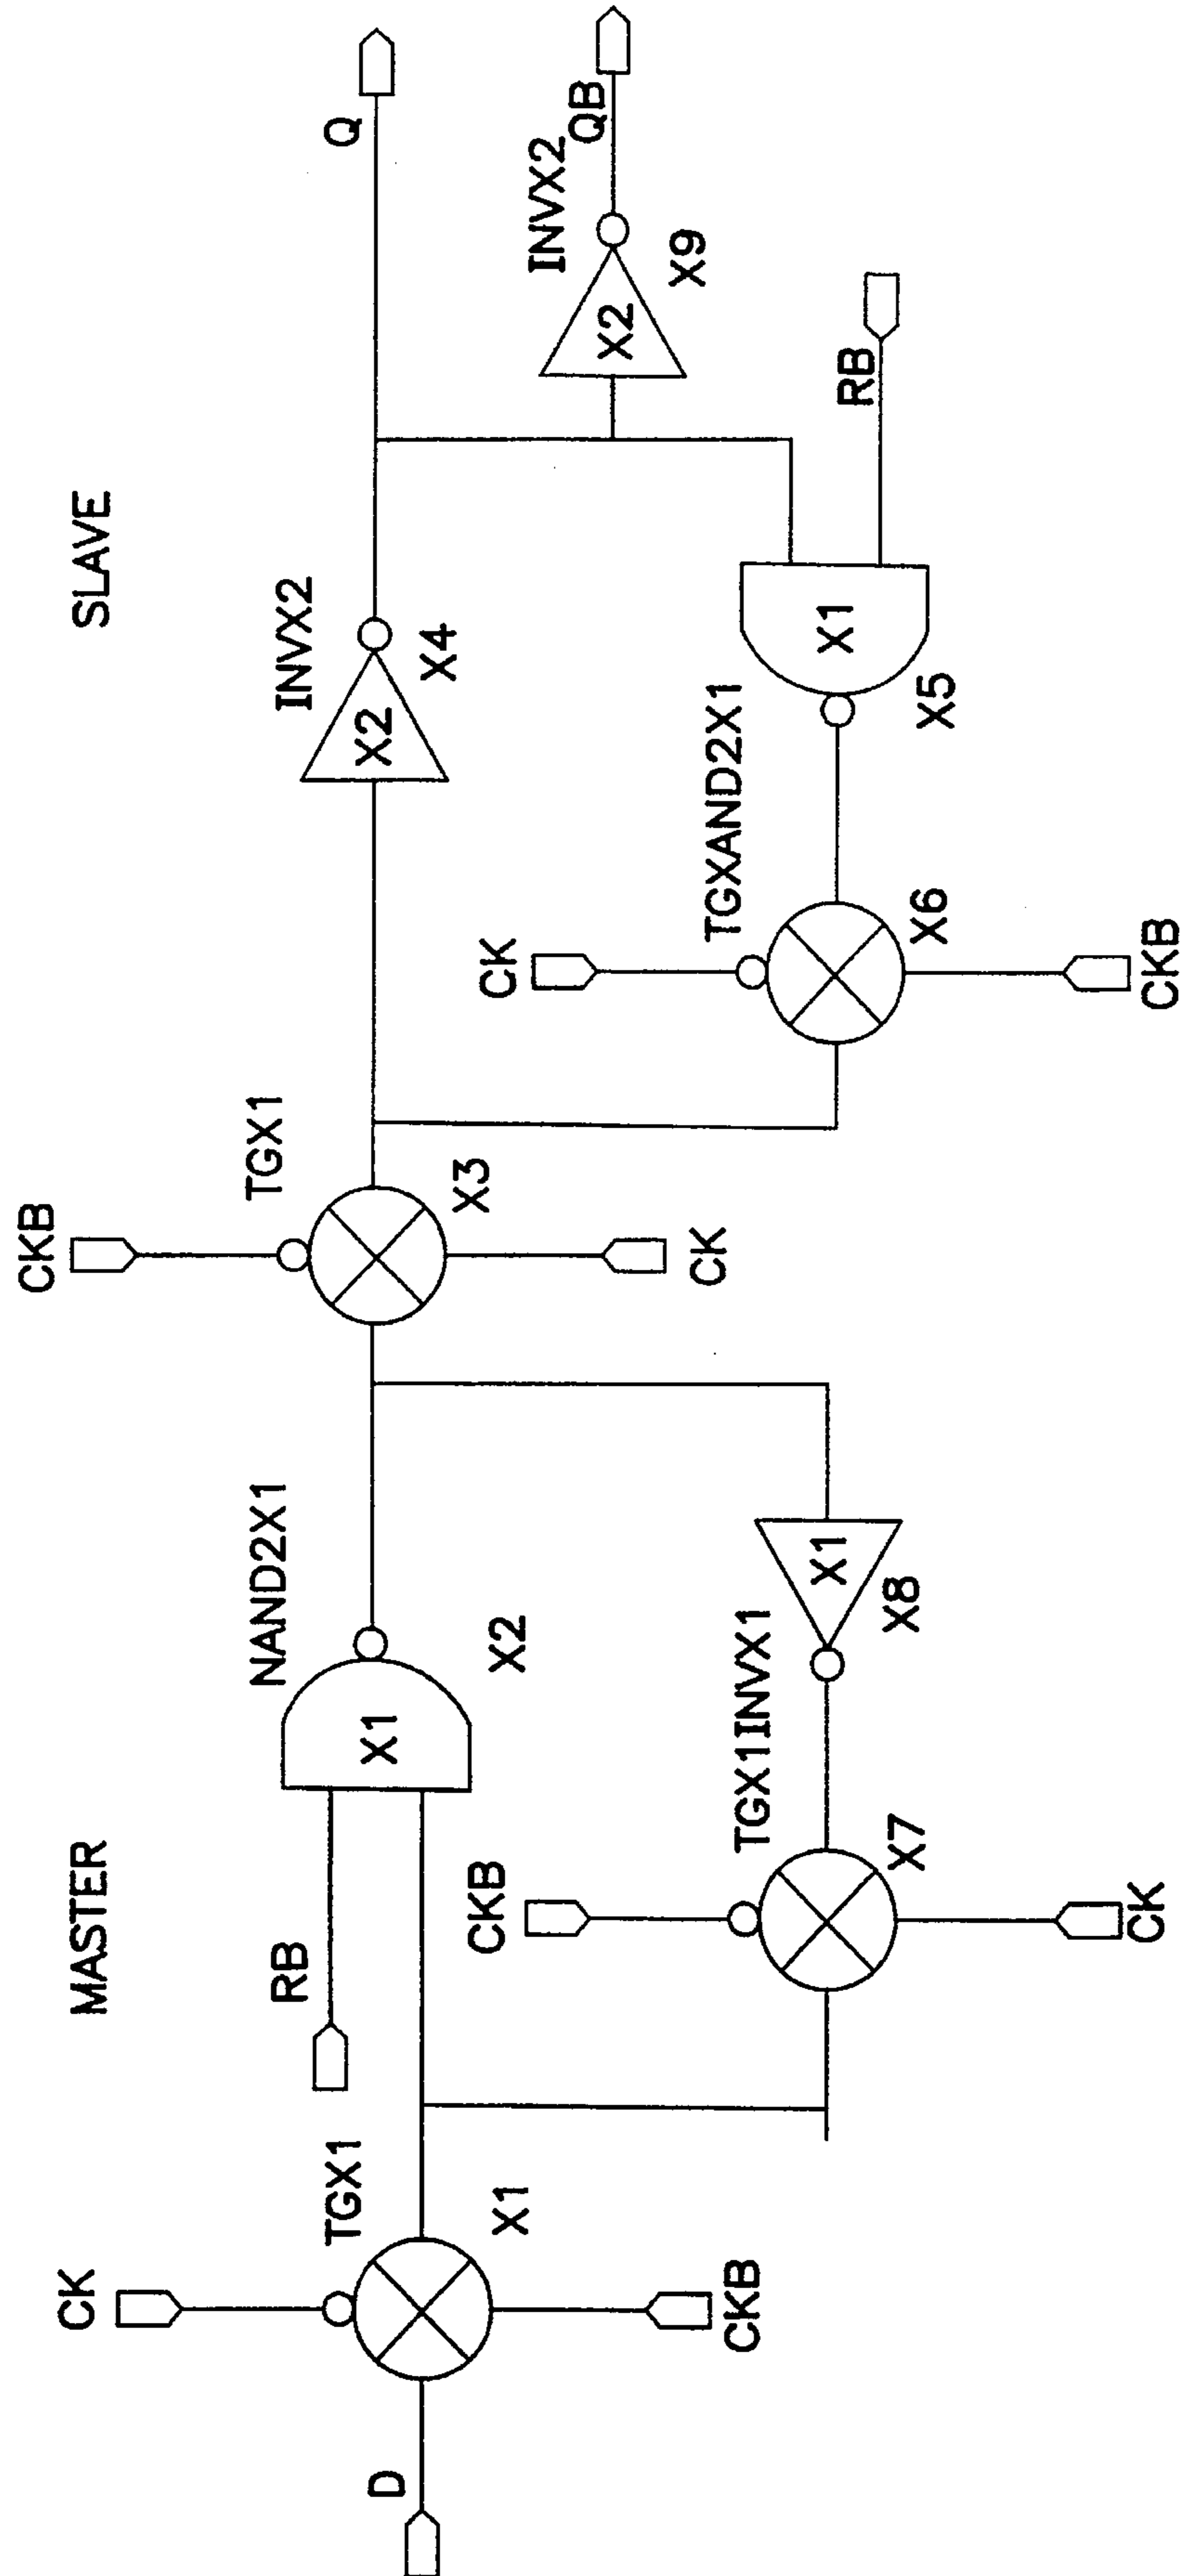 MASTER
SLAVE
D
CK
TGX1
X1
CKB
RB
NAND2X1
X1
X2
CKB
TGX1INVX1
X7
CK
X1
X8
CKB
TGX1
X3
CK
INVX2
X2
X4
CK
TGXAND2X1
X6
CKB
X1
X5
RB
Q
INVX2
X2
X9
QB